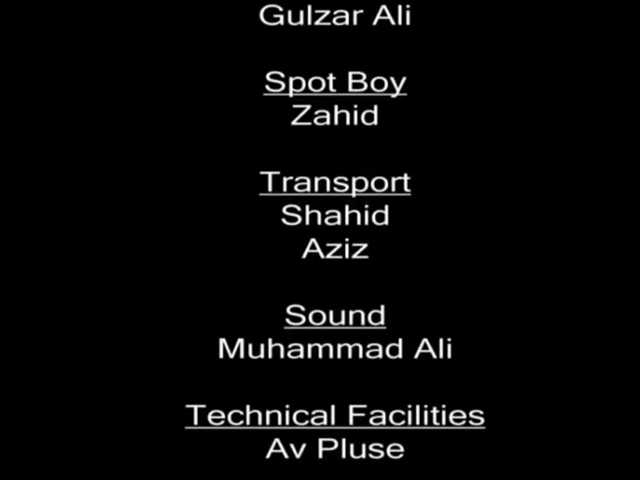 Gulzar Ali
Spot Boy
Zahid
Transport
Shahid
Aziz
Sound
Muhammad Ali
Technical Facilities
Av Pluse